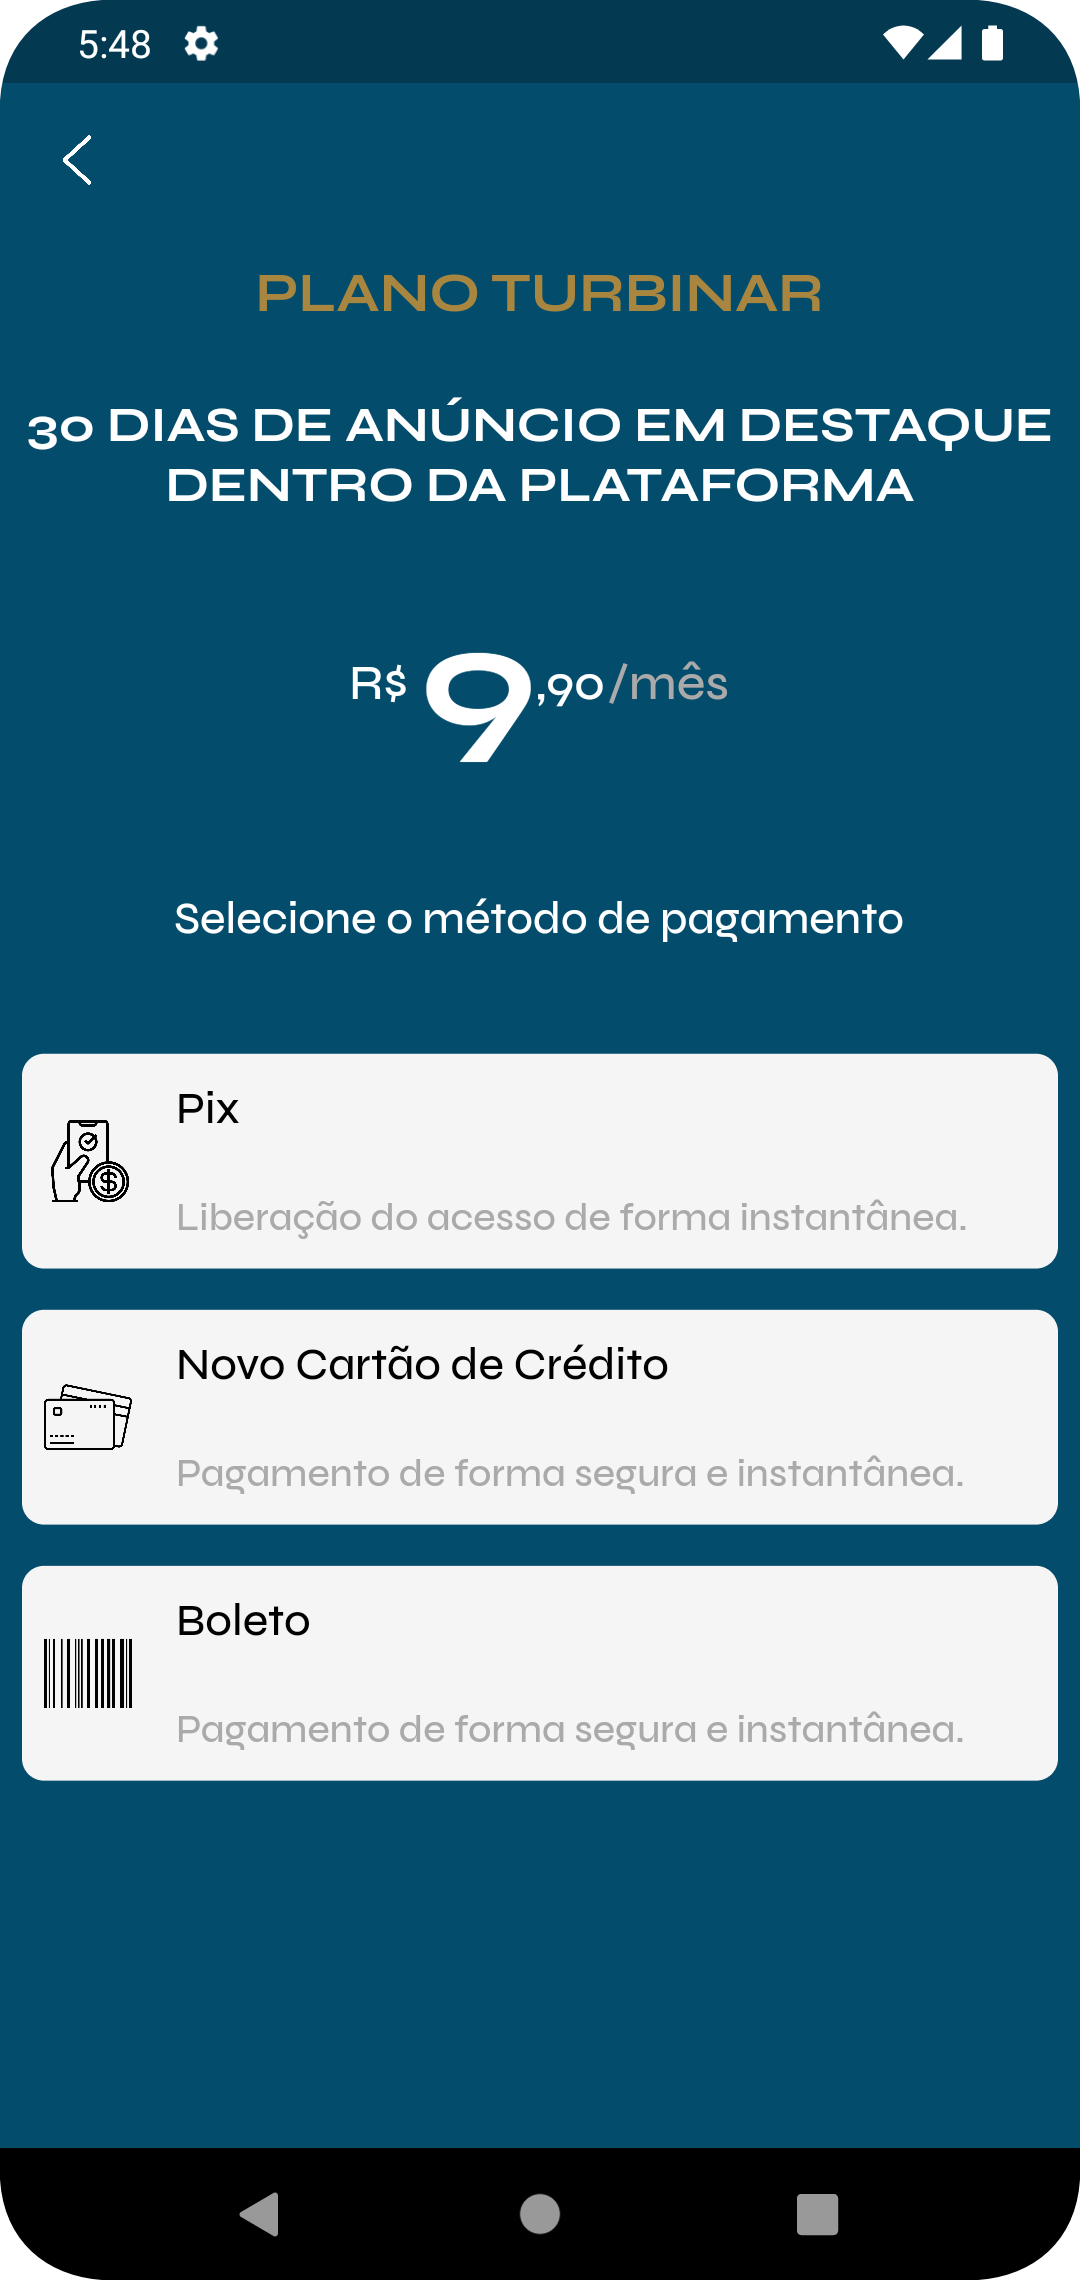 5:48
PLANO TURBINAR
30 DIAS DE ANÚNCIO EM DESTAQUE
DENTRO DA PLATAFORMA
R$ 9,90/mês
Selecione o método de pagamento
Pix
Liberação do acesso de forma instantânea.
Novo Cartão de Crédito
Pagamento de forma segura e instantânea.
Boleto
Pagamento de forma segura e instantânea.